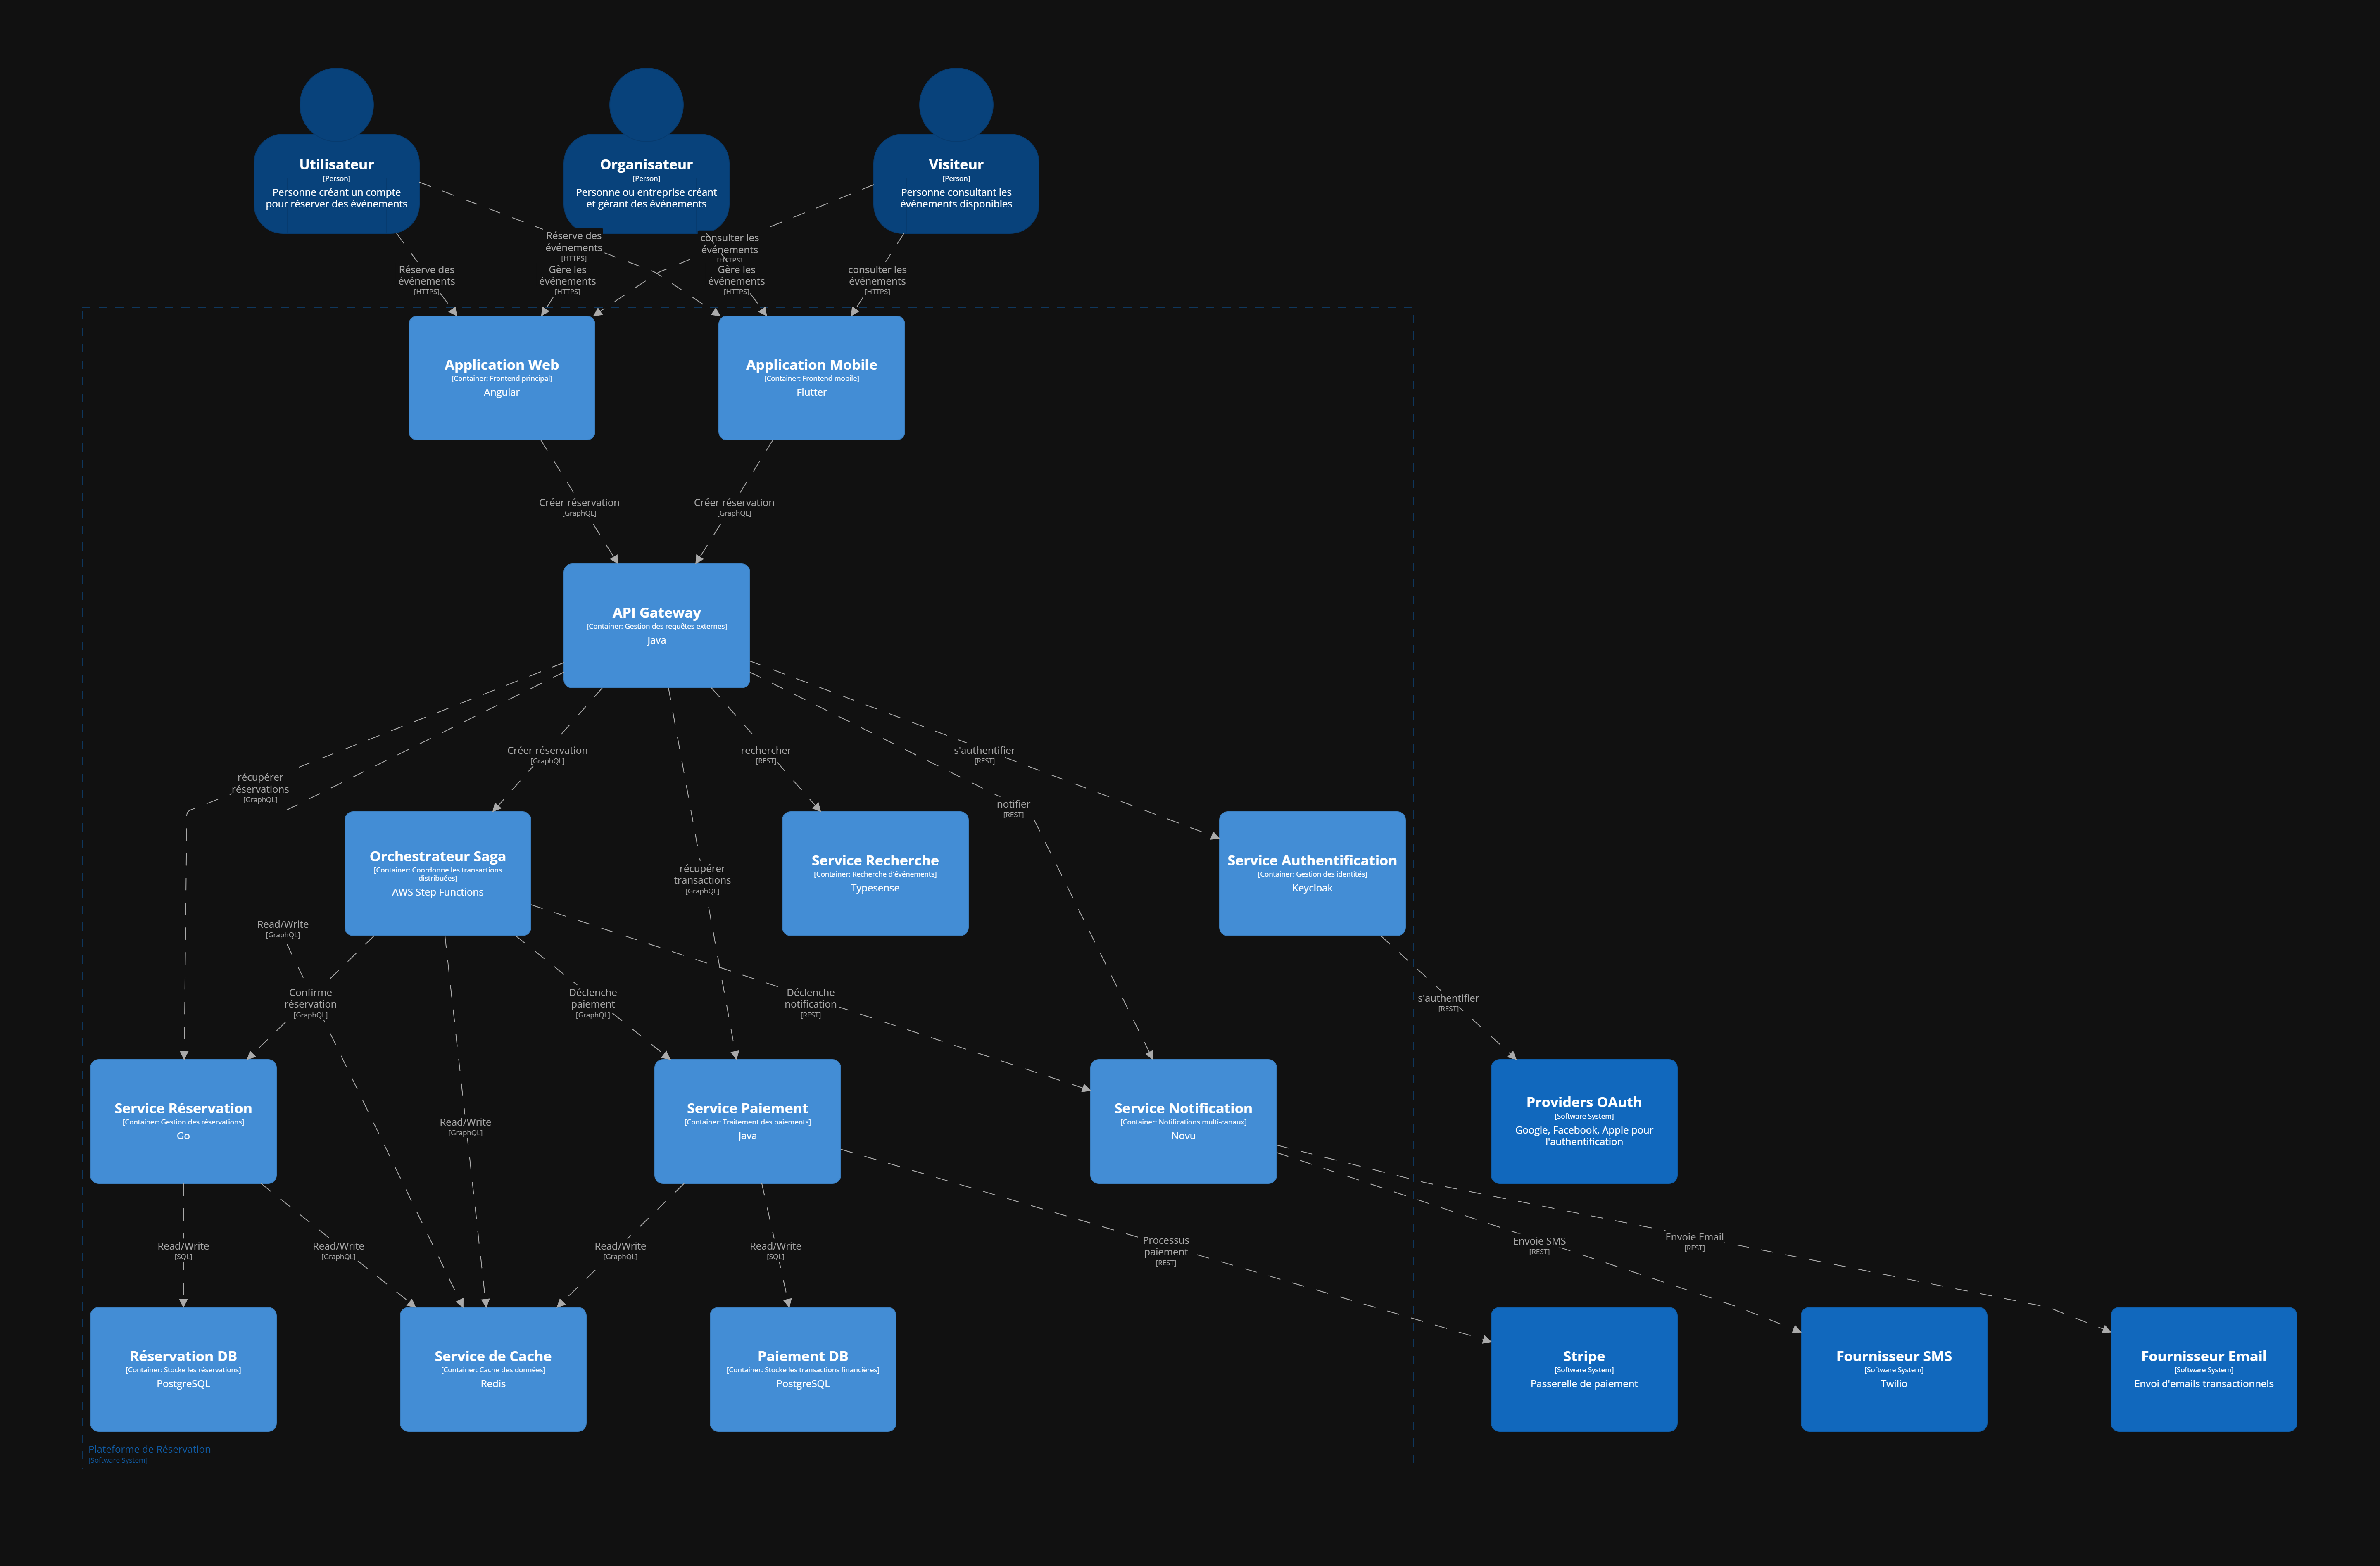 Utilisateur
[Person]
Personne créant un compte
pour réserver des événements
Organisateur
[Person]
Personne ou entreprise créant
et gérant des événements
Visiteur
[Person]
Personne consultant les
événements disponibles
Réserve des
événements
[HTTPS]
consulter les
événements
[HTTPS]
Réserve des
événements
[HTTPS]
Gère les
événements
[HTTPS]
Gère les
événements
[HTTPS]
consulter les
événements
[HTTPS]
Application Web
[Container: Frontend principal]
Angular
Application Mobile
[Container: Frontend mobile]
Flutter
Créer réservation
[GraphQL]
Créer réservation
[GraphQL]
API Gateway
[Container: Gestion des requêtes externes]
Java
Créer réservation
[GraphQL]
rechercher
[REST]
s'authentifier
[REST]
récupérer
réservations
[GraphQL]
notifier
[REST]
Orchestrateur Saga
[Container: Coordonne les transactions
distribuées]
AWS Step Functions
récupérer
transactions
[GraphQL]
Service Recherche
[Container: Recherche d'événements]
Typesense
Service Authentification
[Container: Gestion des identités]
Keycloak
Read/Write
[GraphQL]
Confirme
réservation
[GraphQL]
Déclenche
paiement
[GraphQL]
Déclenche
notification
[REST]
s'authentifier
[REST]
Service Réservation
[Container: Gestion des réservations]
Go
Read/Write
[GraphQL]
Service Paiement
[Container: Traitement des paiements]
Java
Service Notification
[Container: Notifications multi-canaux]
Novu
Providers OAuth
[Software System]
Google, Facebook, Apple pour
l'authentification
Read/Write
[SQL]
Read/Write
[GraphQL]
Read/Write
[GraphQL]
Read/Write
[SQL]
Processus
paiement
[REST]
Envoie SMS
[REST]
Envoie Email
[REST]
Réservation DB
[Container: Stocke les réservations]
PostgreSQL
Service de Cache
[Container: Cache des données]
Redis
Paiement DB
[Container: Stocke les transactions financières]
PostgreSQL
Stripe
[Software System]
Passerelle de paiement
Fournisseur SMS
[Software System]
Twilio
Fournisseur Email
[Software System]
Envoi d'emails transactionnels
Plateforme de Réservation
[Software System]